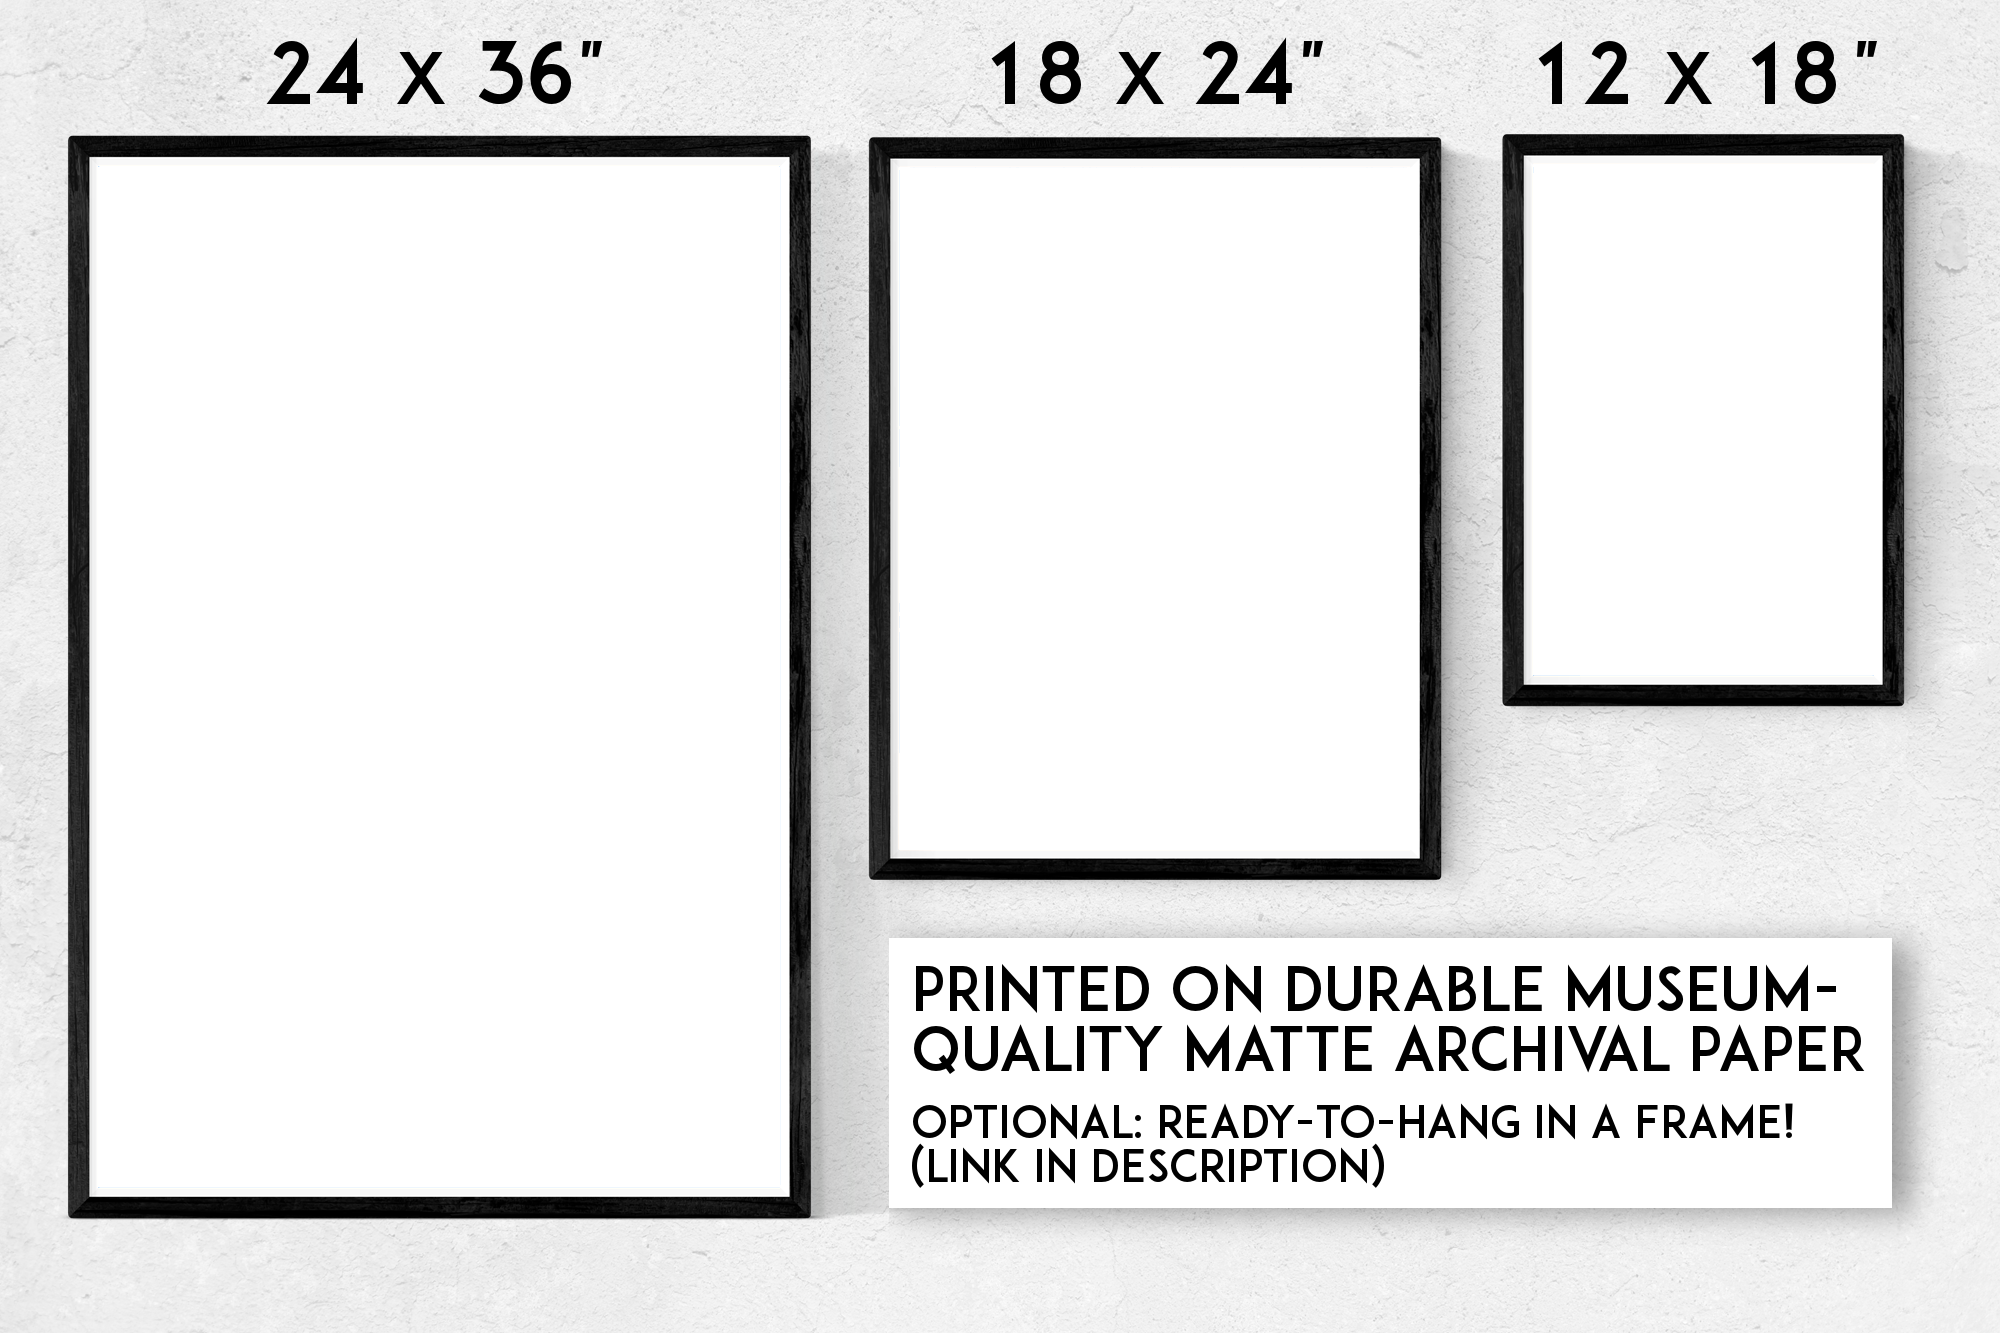 24 x 36"
18 x 24"
12 x 18"
PRINTED ON DURABLE MUSEUM-
QUALITY MATTE ARCHIVAL PAPER
OPTIONAL: READY-TO-HANG IN A FRAME!
(LINK IN DESCRIPTION)